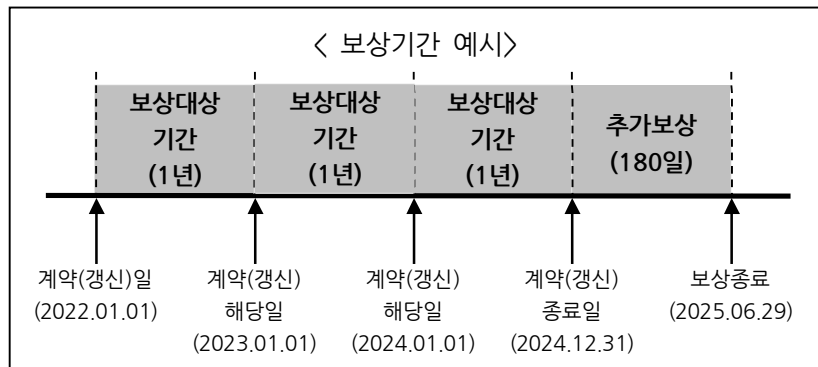 < 보상기간 예시>
보상대상
기간
(1년)
보상대상
기간
(1년)
보상대상
기간
(1년)
추가보상
(180일)
계약(갱신)일
(2022.01.01)
계약(갱신)
해당일
(2023.01.01)
계약(갱신)
해당일
(2024.01.01)
계약(갱신)
종료일
(2024.12.31)
보상종료
(2025.06.29)